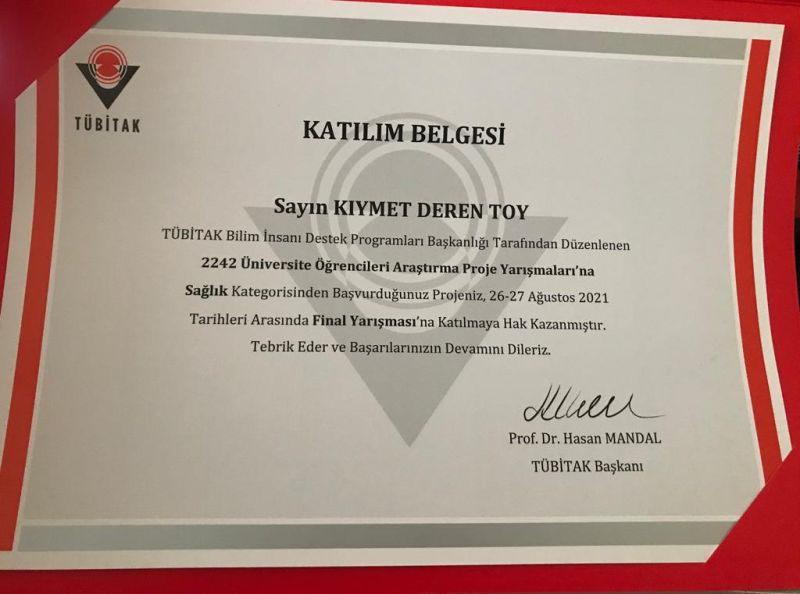 TÜBİTAK
KATILIM BELGESİ
Sayın KIYMET DEREN TOY
TÜBİTAK Bilim İnsanı Destek Programları Başkanlığı Tarafından Düzenlenen
2242 Üniversite Öğrencileri Araştırma Proje Yarışmaları'na
Sağlık Kategorisinden Başvurduğunuz Projeniz, 26-27 Ağustos 2021
Tarihleri Arasında Final Yarışması'na Katılmaya Hak Kazanmıştır.
Tebrik Eder ve Başarılarınızın Devamını Dileriz.
Prof. Dr. Hasan MANDAL
TÜBİTAK Başkanı